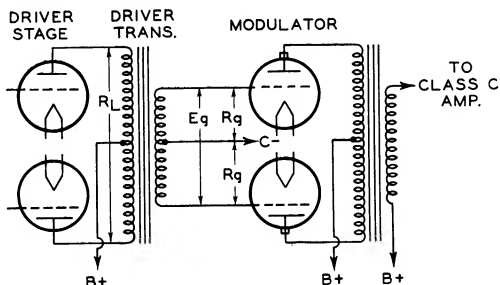 DRIVER
STAGE
DRIVER
TRANS.
MODULATOR
TO
CLASS C
AMP.
RL
Eg
Rg
C-
Rg
B+
B+
B+